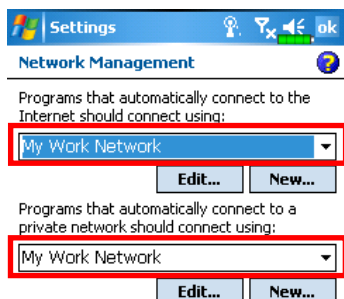 Settings ok
Network Management
Programs that automatically connect to the
Internet should connect using:
My Work Network
Edit... New...
Programs that automatically connect to a
private network should connect using:
My Work Network
Edit... New...